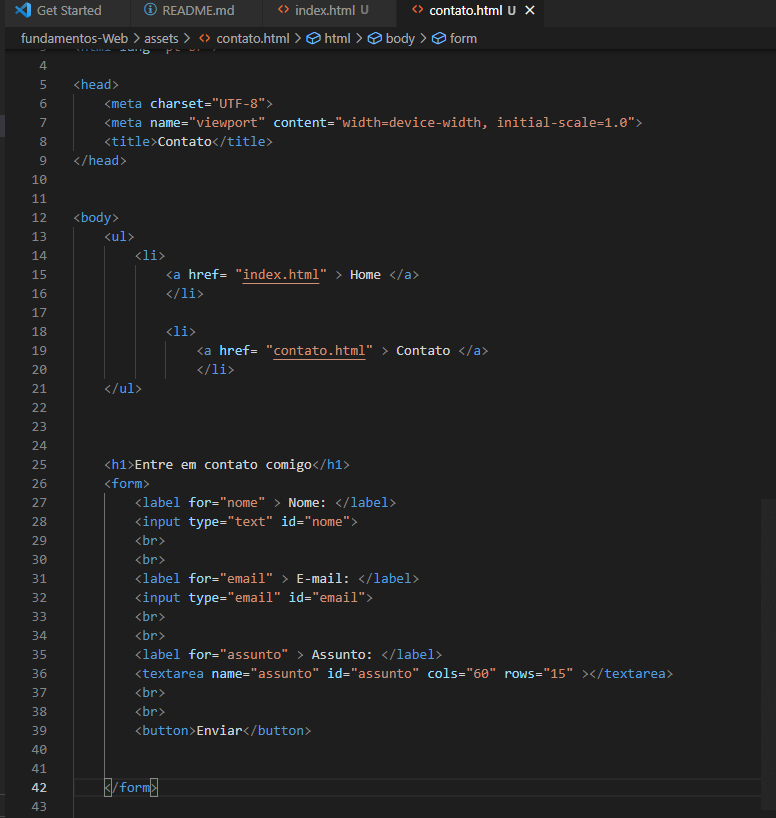 Get Started README.md index.html U contato.html U
fundamentos-Web > assets > contato.html > html > body > form
4
5 <head>
6 <meta charset="UTF-8">
7 <meta name="viewport" content="width=device-width, initial-scale=1.0">
8 <title>Contato</title>
9 </head>
10
11
12 <body>
13 <ul>
14 <li>
15 <a href= "index.html" > Home </a>
16 </li>
17
18 <li>
19 <a href= "contato.html" > Contato </a>
20 </li>
21 </ul>
22
23
24
25 <h1>Entre em contato comigo</h1>
26 <form>
27 <label for="nome" > Nome: </label>
28 <input type="text" id="nome">
29 <br>
30 <br>
31 <label for="email" > E-mail: </label>
32 <input type="email" id="email">
33 <br>
34 <br>
35 <label for="assunto" > Assunto: </label>
36 <textarea name="assunto" id="assunto" cols="60" rows="15" ></textarea>
37 <br>
38 <br>
39 <button>Enviar</button>
40
41
42 </form>
43